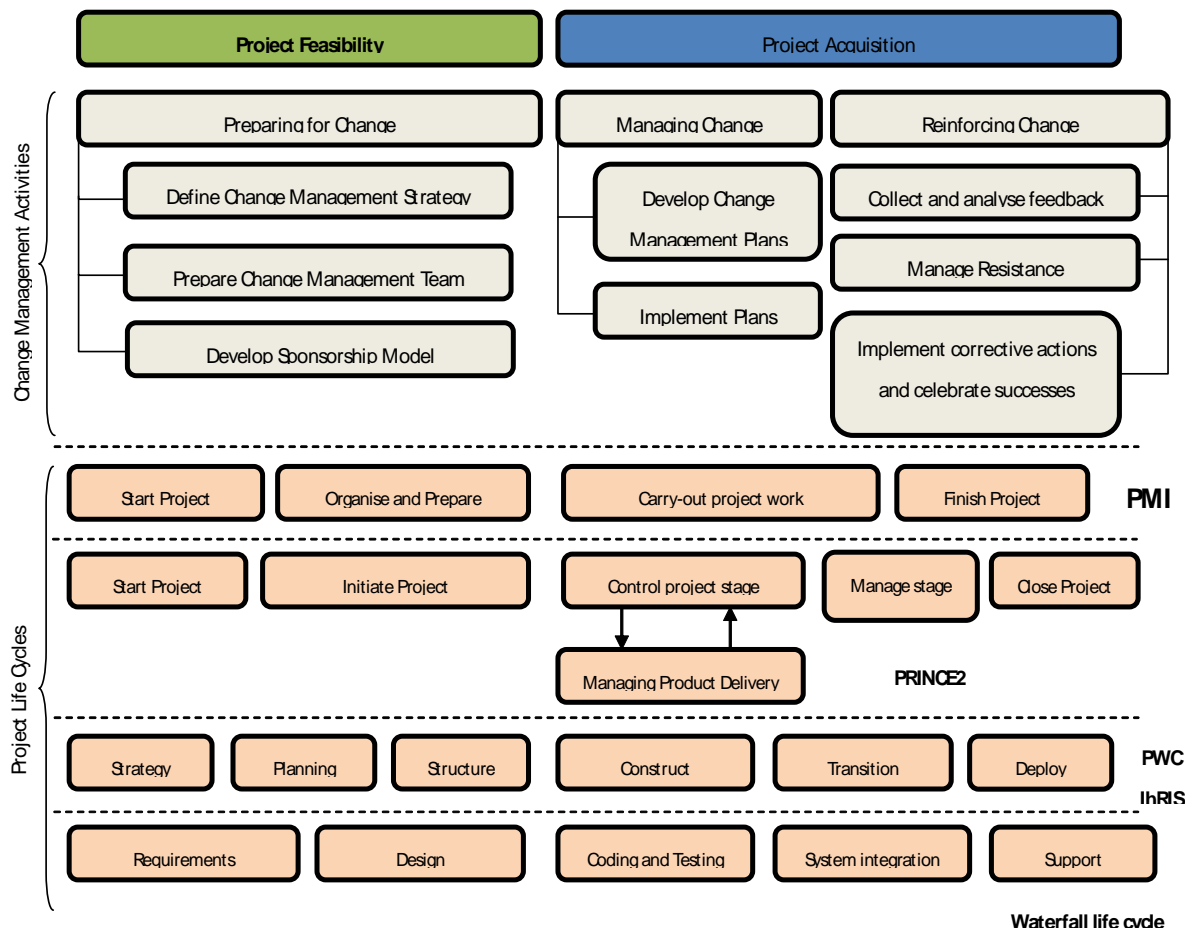 Project Feasibility
Project Acquisition
Change Management Activities
Preparing for Change
Managing Change
Reinforcing Change
Define Change Management Strategy
Prepare Change Management Team
Develop Sponsorship Model
Develop Change
Management Plans
Implement Plans
Collect and analyse feedback
Manage Resistance
Implement corrective actions
and celebrate successes
Project Life Cycles
Start Project
Organise and Prepare
Carry-out project work
Finish Project
PMI
Start Project
Initiate Project
Control project stage
Manage stage
Close Project
Managing Product Delivery
PRINCE2
Strategy
Planning
Structure
Construct
Transition
Deploy
PWC
Requirements
Design
Coding and Testing
System integration
Support
Waterfall life cycle